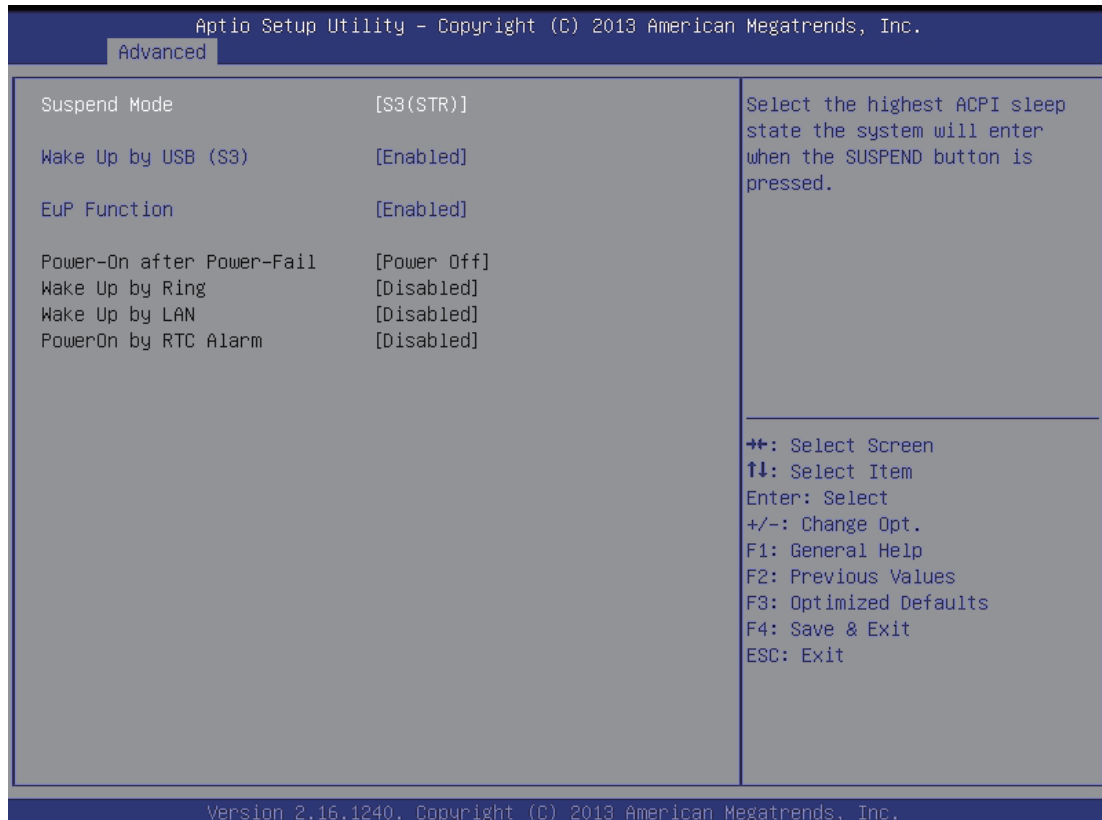 Aptio Setup Utility – Copyright (C) 2013 American Megatrends, Inc.
Advanced
Suspend Mode [S3(STR)]
Wake Up by USB (S3) [Enabled]
EuP Function [Enabled]
Power-On after Power-Fail [Power Off]
Wake Up by Ring [Disabled]
Wake Up by LAN [Disabled]
PowerOn by RTC Alarm [Disabled]
Select the highest ACPI sleep
state the system will enter
when the SUSPEND button is
pressed.
→←: Select Screen
↑↓: Select Item
Enter: Select
+/-: Change Opt.
F1: General Help
F2: Previous Values
F3: Optimized Defaults
F4: Save & Exit
ESC: Exit
Version 2.16.1240. Copyright (C) 2013 American Megatrends, Inc.